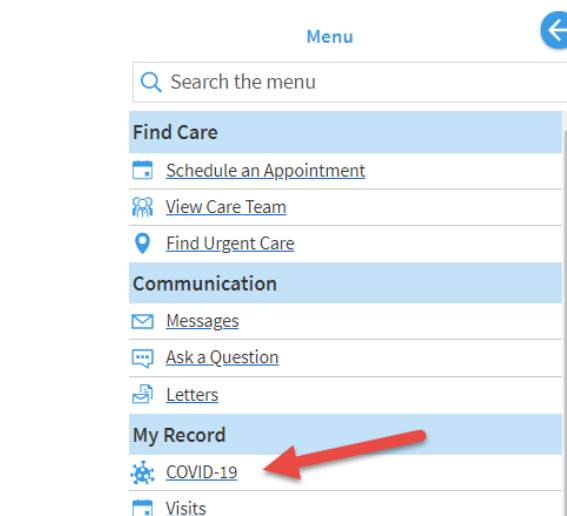 Menu
Search the menu
Find Care
Schedule an Appointment
View Care Team
Find Urgent Care
Communication
Messages
Ask a Question
Letters
My Record
COVID-19
Visits